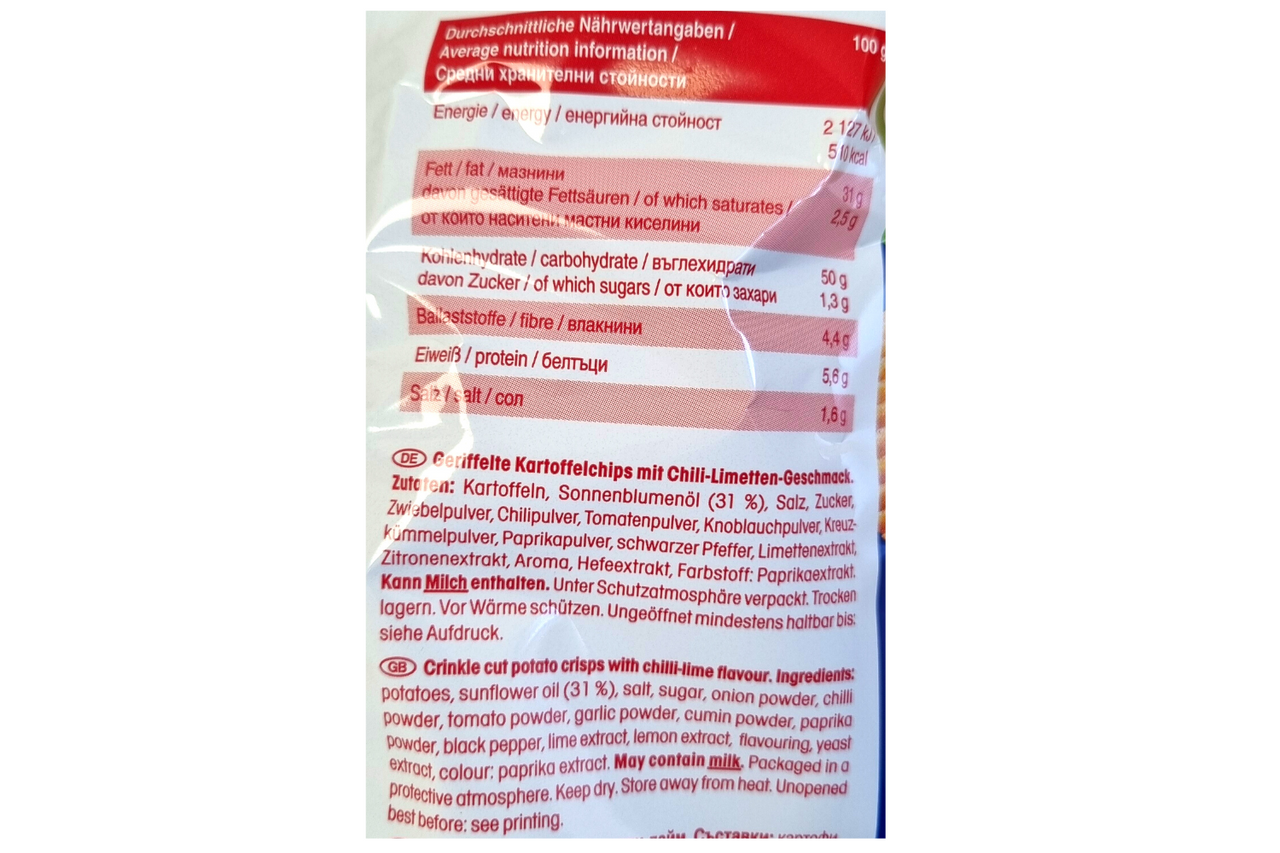 Durchschnittliche Nährwertangaben /
Average nutrition information /
Средни хранителни стойности
100 g
Energie / energy / енергийна стойност
2 127 kJ/
510 kcal
Fett / fat / мазнини
31 g
davon gesättigte Fettsäuren / of which saturates /
2,5 g
от които наситени мастни киселини
Kohlenhydrate / carbohydrate / въглехидрати
50 g
davon Zucker / of which sugars / от които захари
1,3 g
Ballaststoffe / fibre / влакнини
4,4 g
Eiweiß / protein / белтъци
5,6 g
Salz / salt / сол
1,6 g
DE Geriffelte Kartoffelchips mit Chili-Limetten-Geschmack.
Zutaten: Kartoffeln, Sonnenblumenöl (31 %), Salz, Zucker,
Zwiebelpulver, Chilipulver, Tomatenpulver, Knoblauchpulver, Kreuz-
kümmelpulver, Paprikapulver, schwarzer Pfeffer, Limettenextrakt,
Zitronenextrakt, Aroma, Hefeextrakt, Farbstoff: Paprikaextrakt.
Kann Milch enthalten. Unter Schutzatmosphäre verpackt. Trocken
lagern. Vor Wärme schützen. Ungeöffnet mindestens haltbar bis:
siehe Aufdruck.
GB Crinkle cut potato crisps with chilli-lime flavour. Ingredients:
potatoes, sunflower oil (31 %), salt, sugar, onion powder, chilli
powder, tomato powder, garlic powder, cumin powder, paprika
powder, black pepper, lime extract, lemon extract, flavouring, yeast
extract, colour: paprika extract. May contain milk. Packaged in a
protective atmosphere. Keep dry. Store away from heat. Unopened
best before: see printing.
Съставки: картофи